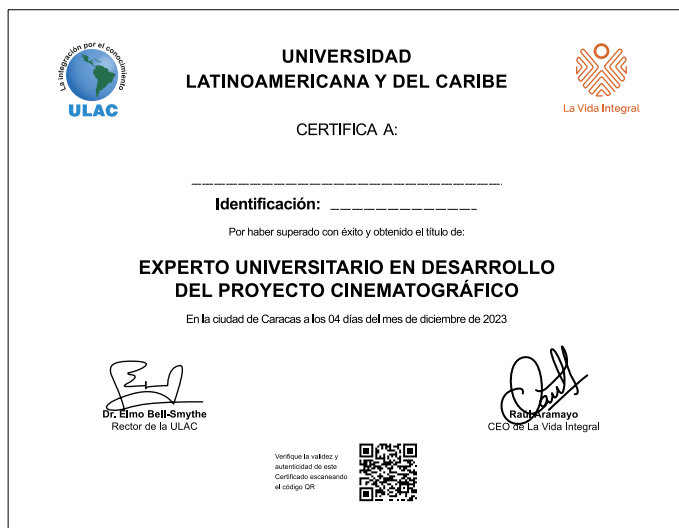 La integración por el conocimiento
ULAC
UNIVERSIDAD
LATINOAMERICANA Y DEL CARIBE
La Vida Integral
CERTIFICA A:
Identificación:
Por haber superado con éxito y obtenido el título de:
EXPERTO UNIVERSITARIO EN DESARROLLO
DEL PROYECTO CINEMATOGRÁFICO
En la ciudad de Caracas a los 04 días del mes de diciembre de 2023
Dr. Elmo Bell-Smythe
Rector de la ULAC
Raúl Aramayo
CEO de La Vida Integral
Verifique la validez y
autenticidad de este
Certificado escaneando
el código QR